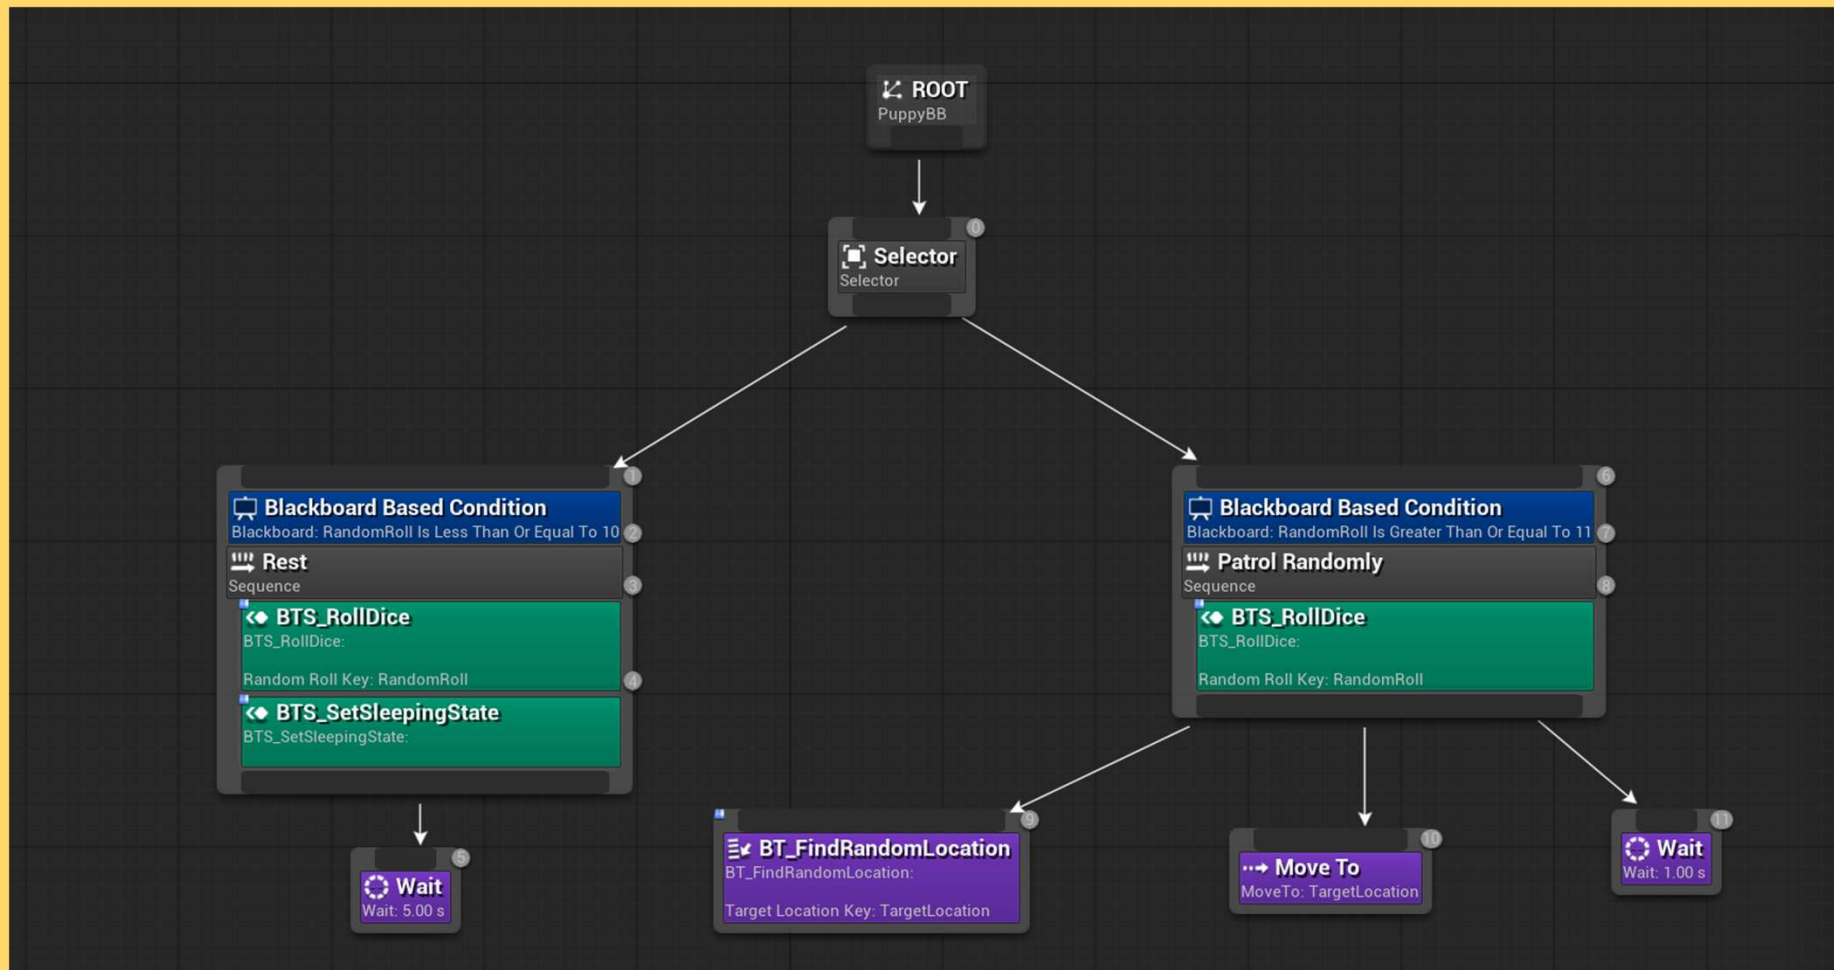 ROOT
PuppyBB
0
Selector
Selector
1
Blackboard Based Condition
Blackboard: RandomRoll Is Less Than Or Equal To 10
2
Rest
Sequence
3
BTS_RollDice
BTS_RollDice:
Random Roll Key: RandomRoll
4
BTS_SetSleepingState
BTS_SetSleepingState:
5
Wait
Wait: 5.00 s
6
Blackboard Based Condition
Blackboard: RandomRoll Is Greater Than Or Equal To 11
7
Patrol Randomly
Sequence
8
BTS_RollDice
BTS_RollDice:
Random Roll Key: RandomRoll
9
BT_FindRandomLocation
BT_FindRandomLocation:
Target Location Key: TargetLocation
10
Move To
MoveTo: TargetLocation
11
Wait
Wait: 1.00 s